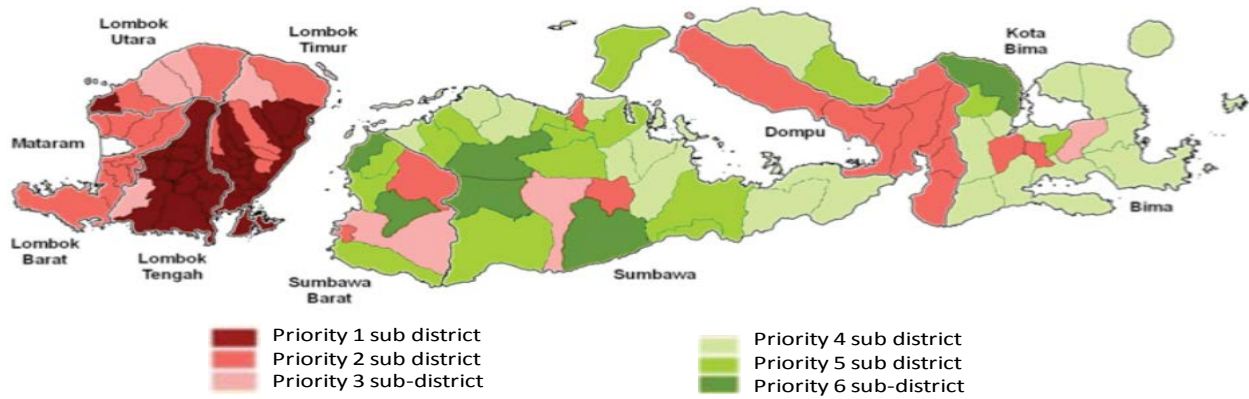 Lombok
Utara
Lombok
Timur
Kota
Bima
Mataram
Dompu
Bima
Lombok
Barat
Lombok
Tengah
Sumbawa
Barat
Sumbawa
Priority 1 sub district
Priority 2 sub district
Priority 3 sub-district
Priority 4 sub district
Priority 5 sub district
Priority 6 sub-district